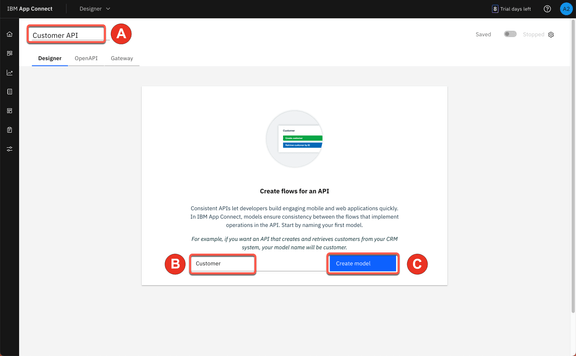 IBM App Connect
Designer
Trial days left
Customer API
A
Saved
Stopped
Designer
OpenAPI
Gateway
Customer
Create flows for an API
Consistent APIs let developers build engaging mobile and web applications quickly.
In IBM App Connect, models ensure consistency between the flows that implement
operations in the API. Start by naming your first model.
For example, if you want an API that creates and retrieves customers from your CRM
system, your model name will be customer.
B
Customer
Create model
C